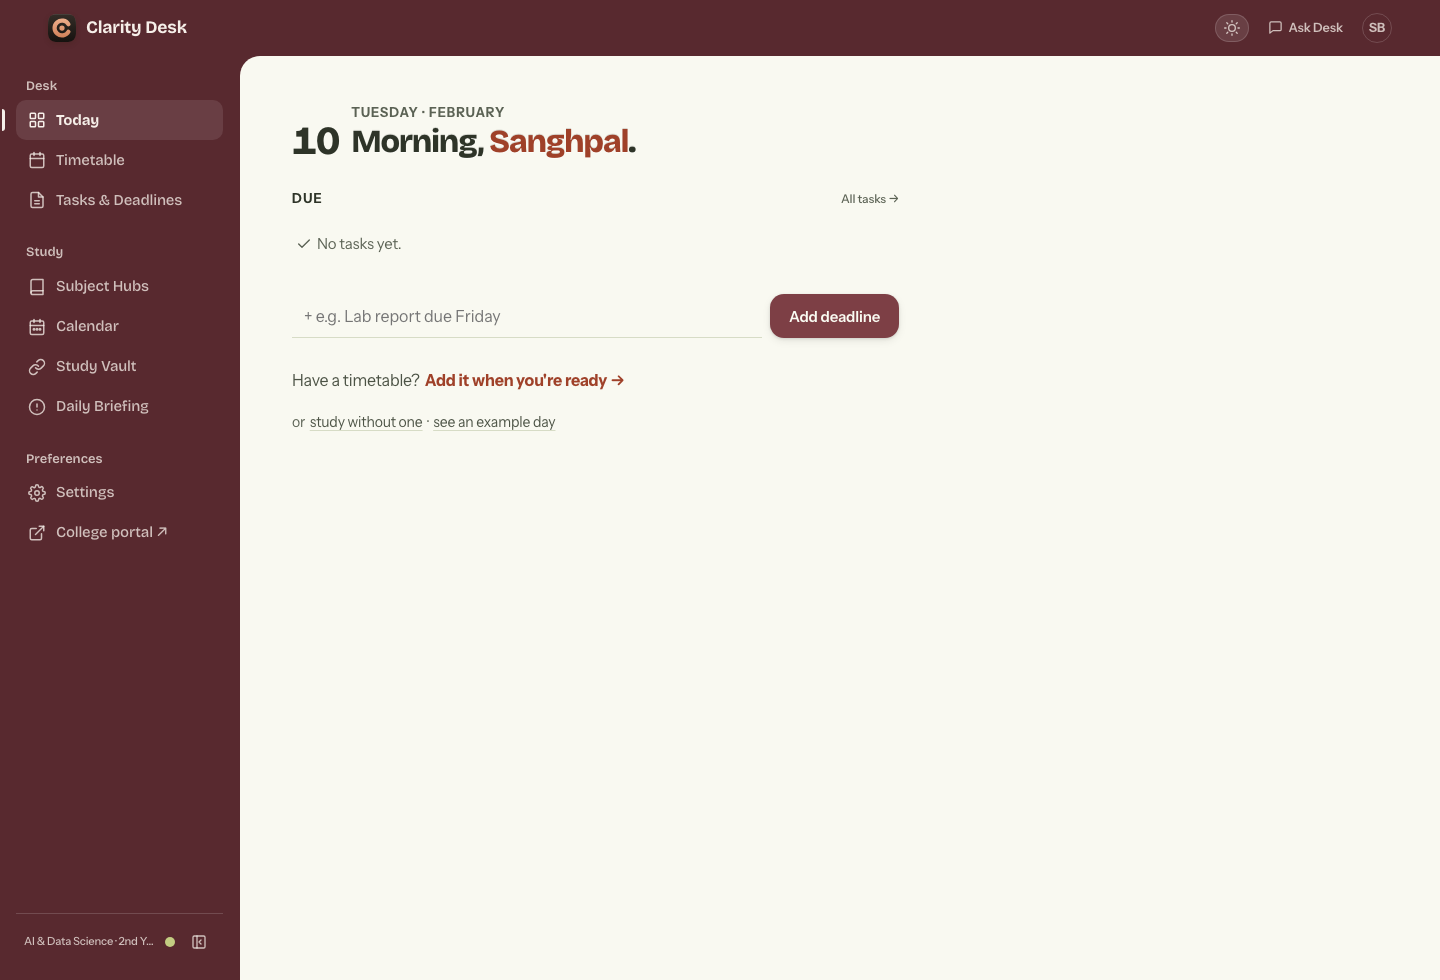 Clarity Desk
Ask Desk
SB
Desk
Today
Timetable
Tasks & Deadlines
Study
Subject Hubs
Calendar
Study Vault
Daily Briefing
Preferences
Settings
College portal ↗
AI & Data Science · 2nd Y...
TUESDAY · FEBRUARY
10 Morning, Sanghpal.
DUE
All tasks →
No tasks yet.
+ e.g. Lab report due Friday
Add deadline
Have a timetable? Add it when you're ready →
or study without one · see an example day